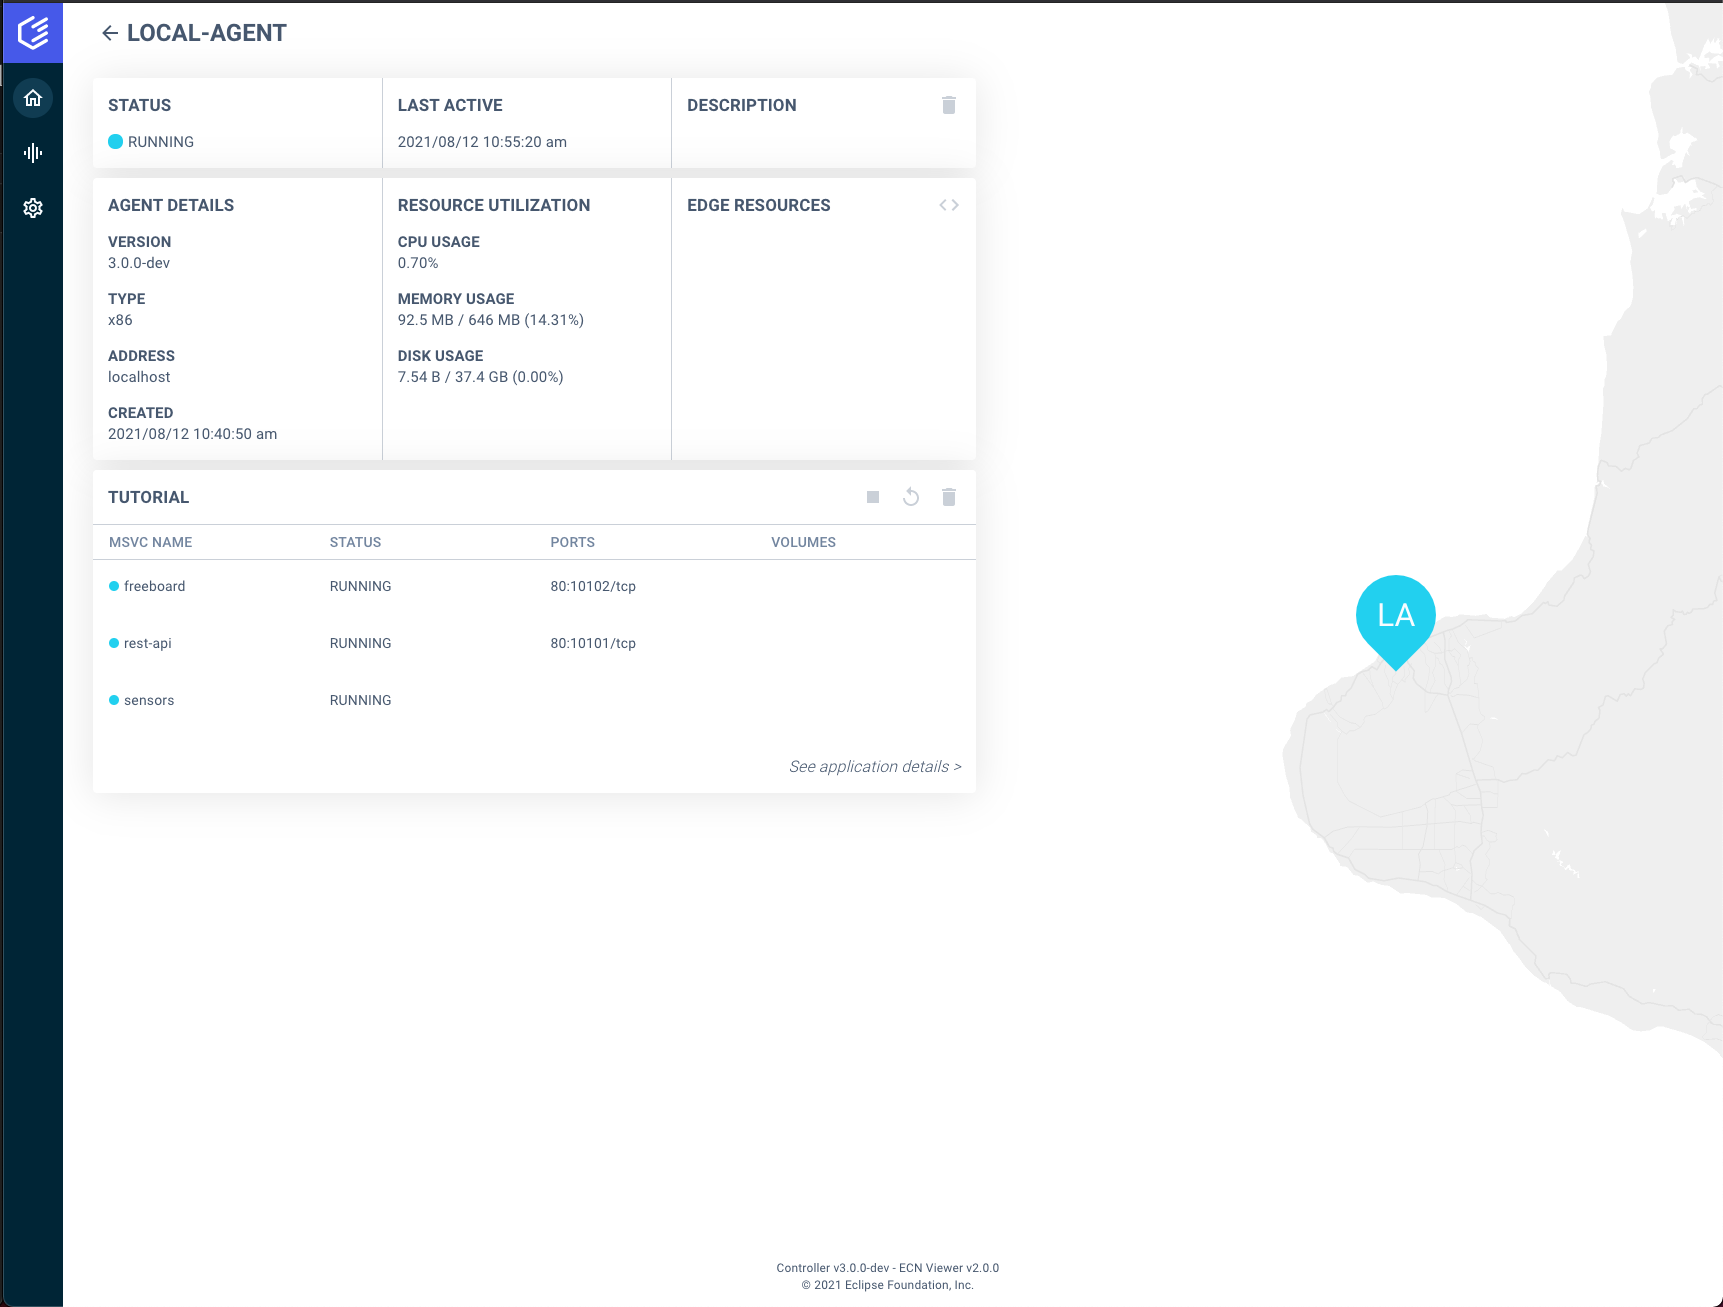 LOCAL-AGENT
STATUS
RUNNING
LAST ACTIVE
2021/08/12 10:55:20 am
DESCRIPTION
AGENT DETAILS
VERSION
3.0.0-dev
TYPE
x86
ADDRESS
localhost
CREATED
2021/08/12 10:40:50 am
RESOURCE UTILIZATION
CPU USAGE
0.70%
MEMORY USAGE
92.5 MB / 646 MB (14.31%)
DISK USAGE
7.54 B / 37.4 GB (0.00%)
EDGE RESOURCES
TUTORIAL
MSVC NAME STATUS PORTS VOLUMES
freeboard RUNNING 80:10102/tcp
rest-api RUNNING 80:10101/tcp
sensors RUNNING
See application details >
LA
Controller v3.0.0-dev - ECN Viewer v2.0.0
© 2021 Eclipse Foundation, Inc.